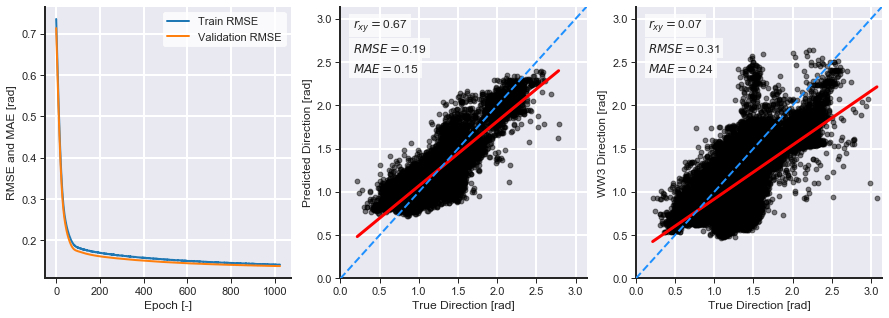 RMSE and MAE [rad]
0.7
0.6
0.5
0.4
0.3
0.2
Train RMSE
Validation RMSE
0 200 400 600 800 1000
Epoch [-]
Predicted Direction [rad]
3.0
2.5
2.0
1.5
1.0
0.5
0.0
r_xy = 0.67
RMSE = 0.19
MAE = 0.15
0.0 0.5 1.0 1.5 2.0 2.5 3.0
True Direction [rad]
WW3 Direction [rad]
3.0
2.5
2.0
1.5
1.0
0.5
0.0
r_xy = 0.07
RMSE = 0.31
MAE = 0.24
0.0 0.5 1.0 1.5 2.0 2.5 3.0
True Direction [rad]